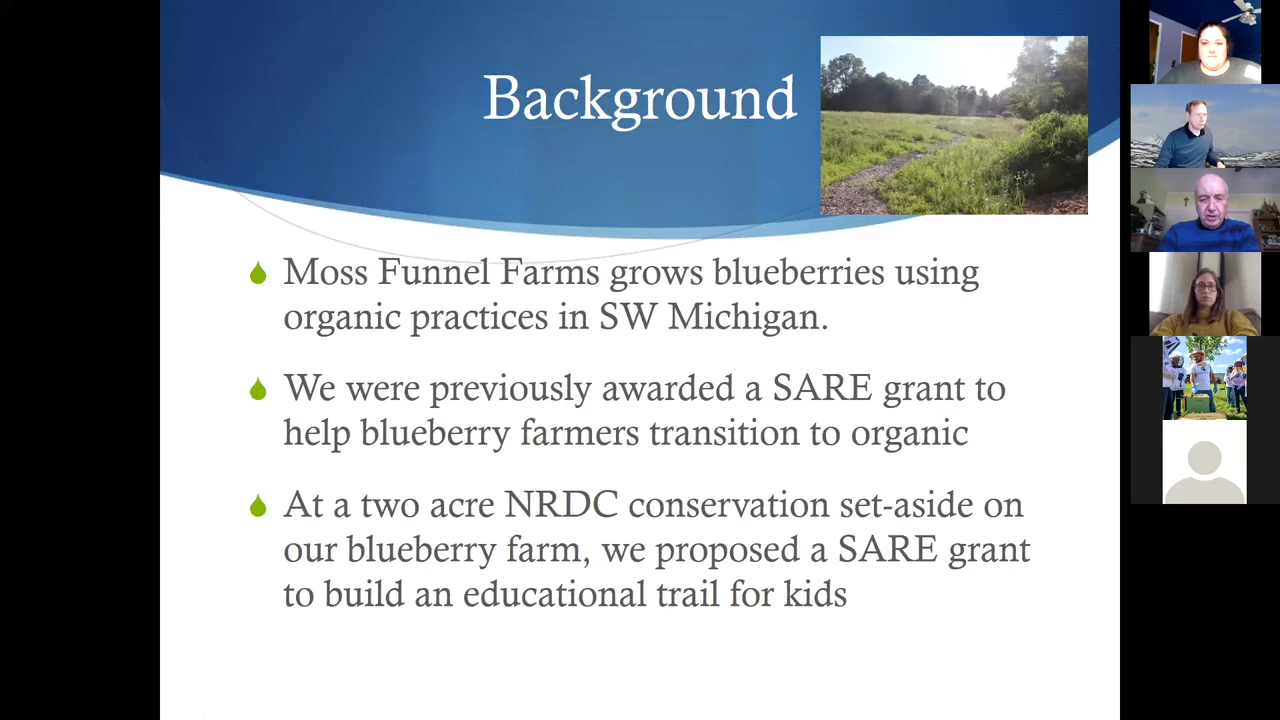 Background
Moss Funnel Farms grows blueberries using
organic practices in SW Michigan.
We were previously awarded a SARE grant to
help blueberry farmers transition to organic
At a two acre NRDC conservation set-aside on
our blueberry farm, we proposed a SARE grant
to build an educational trail for kids